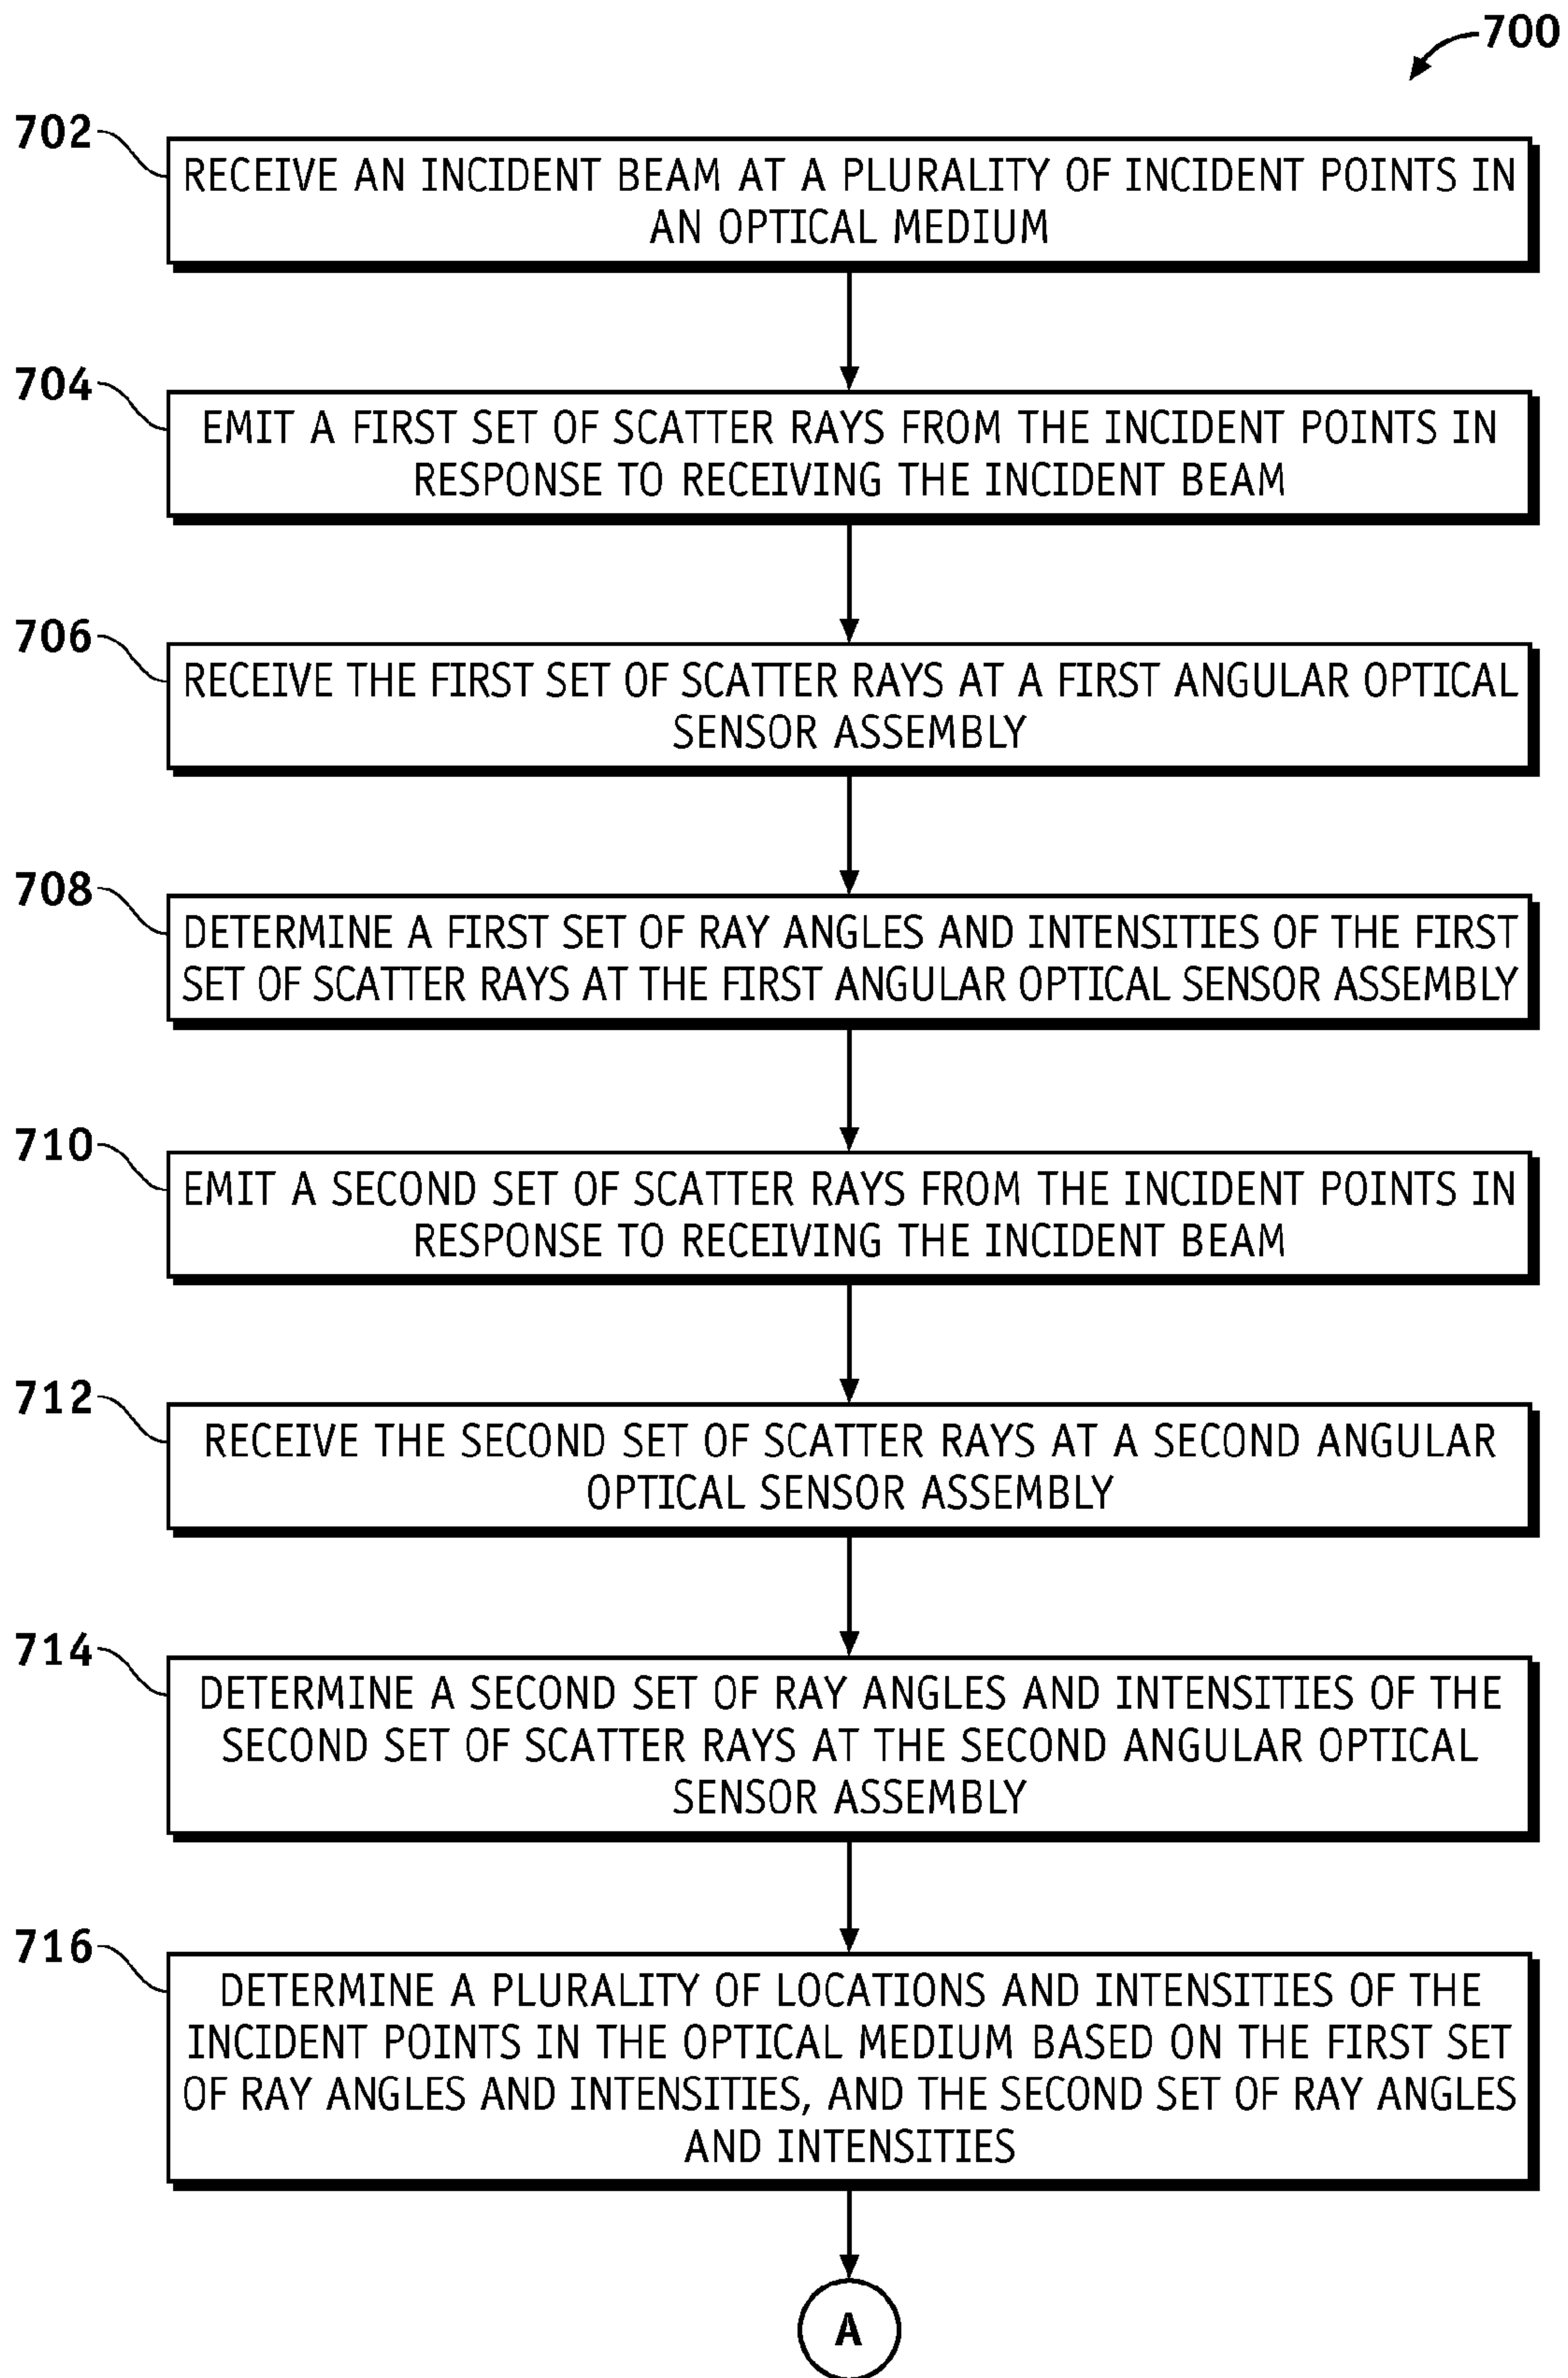 700
702
RECEIVE AN INCIDENT BEAM AT A PLURALITY OF INCIDENT POINTS IN
AN OPTICAL MEDIUM
704
EMIT A FIRST SET OF SCATTER RAYS FROM THE INCIDENT POINTS IN
RESPONSE TO RECEIVING THE INCIDENT BEAM
706
RECEIVE THE FIRST SET OF SCATTER RAYS AT A FIRST ANGULAR OPTICAL
SENSOR ASSEMBLY
708
DETERMINE A FIRST SET OF RAY ANGLES AND INTENSITIES OF THE FIRST
SET OF SCATTER RAYS AT THE FIRST ANGULAR OPTICAL SENSOR ASSEMBLY
710
EMIT A SECOND SET OF SCATTER RAYS FROM THE INCIDENT POINTS IN
RESPONSE TO RECEIVING THE INCIDENT BEAM
712
RECEIVE THE SECOND SET OF SCATTER RAYS AT A SECOND ANGULAR
OPTICAL SENSOR ASSEMBLY
714
DETERMINE A SECOND SET OF RAY ANGLES AND INTENSITIES OF THE
SECOND SET OF SCATTER RAYS AT THE SECOND ANGULAR OPTICAL
SENSOR ASSEMBLY
716
DETERMINE A PLURALITY OF LOCATIONS AND INTENSITIES OF THE
INCIDENT POINTS IN THE OPTICAL MEDIUM BASED ON THE FIRST SET
OF RAY ANGLES AND INTENSITIES, AND THE SECOND SET OF RAY ANGLES
AND INTENSITIES
A